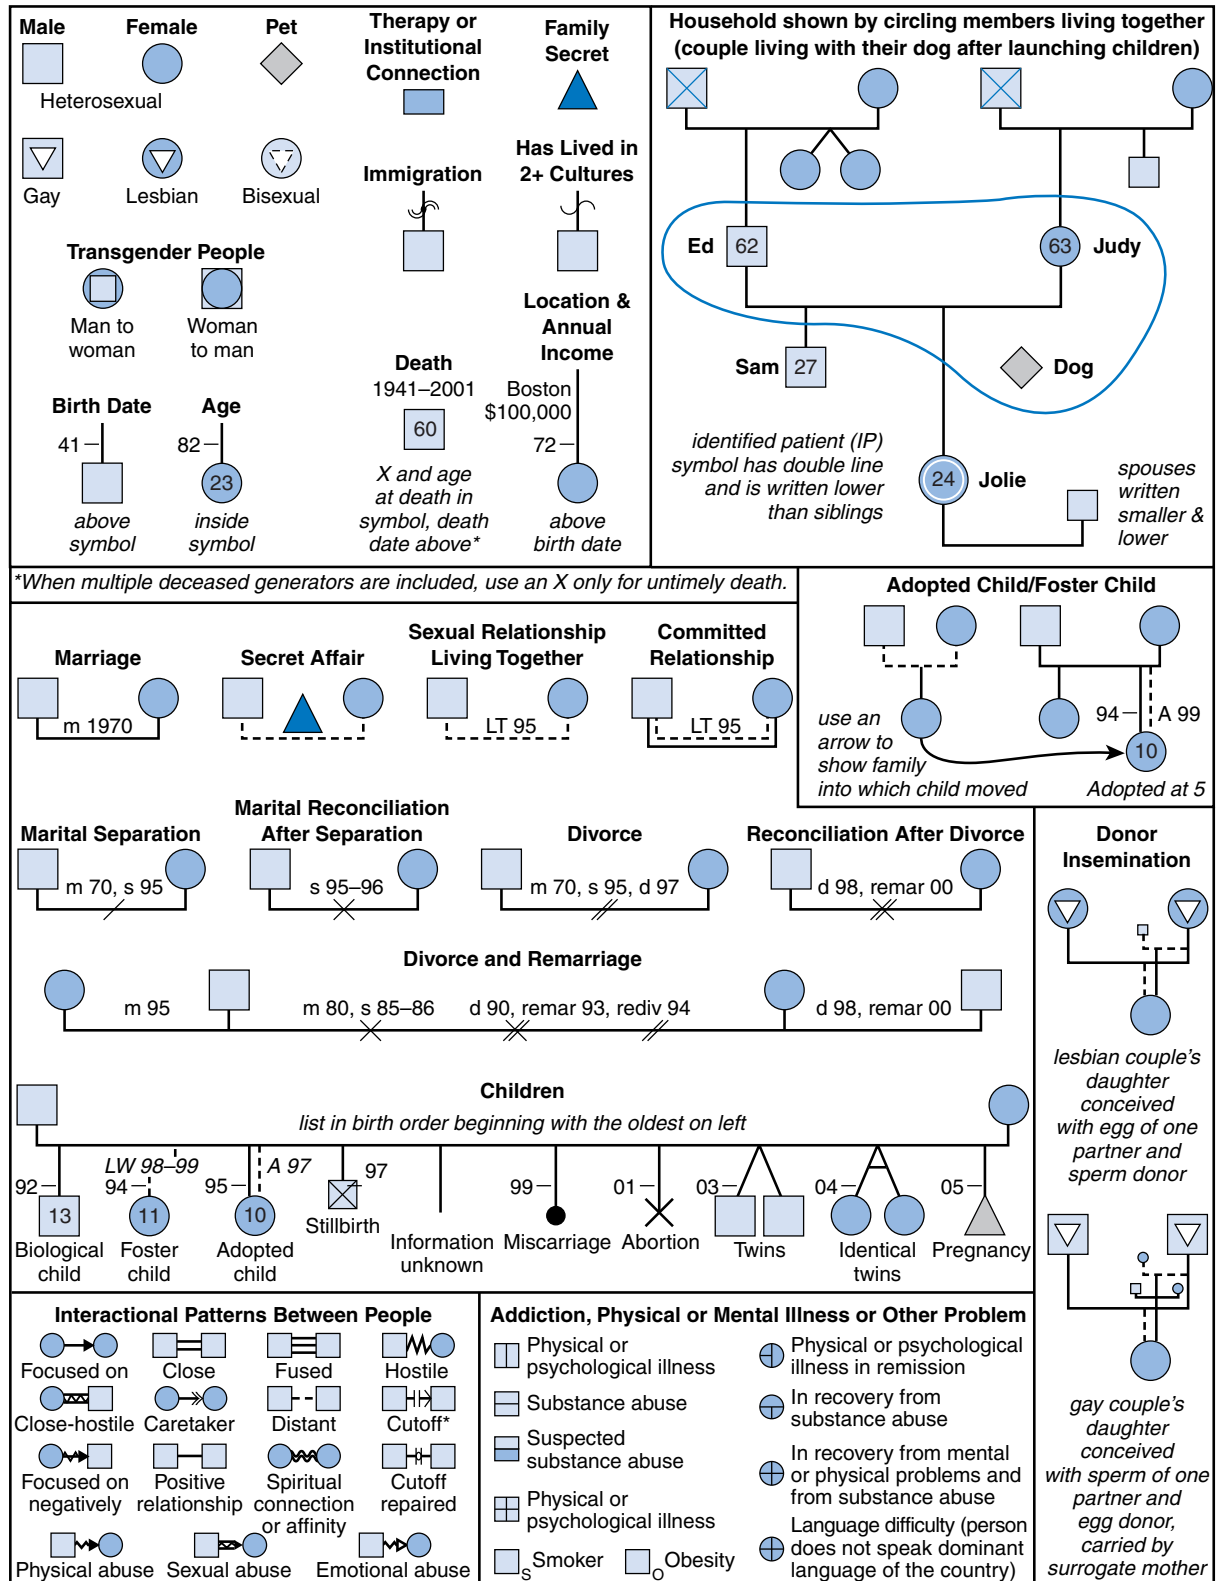 Male
Female
Pet
Therapy or
Institutional
Connection
Family
Secret
Heterosexual
Gay
Lesbian
Bisexual
Immigration
Has Lived in
2+ Cultures
Transgender People
Man to
woman
Woman
to man
Location &
Annual
Income
Boston
$100,000
72
above
birth date
Birth Date
41
above
symbol
Age
82
23
inside
symbol
Death
1941–2001
60
X and age
at death in
symbol, death
date above*
Household shown by circling members living together
(couple living with their dog after launching children)
Ed
62
63
Judy
Sam
27
Dog
identified patient (IP)
symbol has double line
and is written lower
than siblings
24
Jolie
spouses
written
smaller &
lower
*When multiple deceased generators are included, use an X only for untimely death.
Adopted Child/Foster Child
use an
arrow to
show family
into which child moved
94
A 99
10
Adopted at 5
Marriage
m 1970
Secret Affair
Sexual Relationship
Living Together
LT 95
Committed
Relationship
LT 95
Marital Separation
m 70, s 95
Marital Reconciliation
After Separation
s 95–96
Divorce
m 70, s 95, d 97
Reconciliation After Divorce
d 98, remar 00
Divorce and Remarriage
m 95
m 80, s 85–86
d 90, remar 93, rediv 94
d 98, remar 00
Children
list in birth order beginning with the oldest on left
92
13
Biological
child
LW 98–99
94
11
Foster
child
A 97
95
10
Adopted
child
97
Stillbirth
Information
unknown
99
Miscarriage
01
Abortion
03
Twins
04
Identical
twins
05
Pregnancy
Donor
Insemination
lesbian couple's
daughter
conceived
with egg of one
partner and
sperm donor
gay couple's
daughter
conceived
with sperm of one
partner and
egg donor,
carried by
surrogate mother
Interactional Patterns Between People
Focused on
Close
Fused
Hostile
Close-hostile
Caretaker
Distant
Cutoff*
Focused on
negatively
Positive
relationship
Spiritual
connection
or affinity
Cutoff
repaired
Physical abuse
Sexual abuse
Emotional abuse
Addiction, Physical or Mental Illness or Other Problem
Physical or
psychological illness
Substance abuse
Suspected
substance abuse
Physical or
psychological illness
S
Smoker
O
Obesity
Physical or psychological
illness in remission
In recovery from
substance abuse
In recovery from mental
or physical problems and
from substance abuse
Language difficulty (person
does not speak dominant
language of the country)